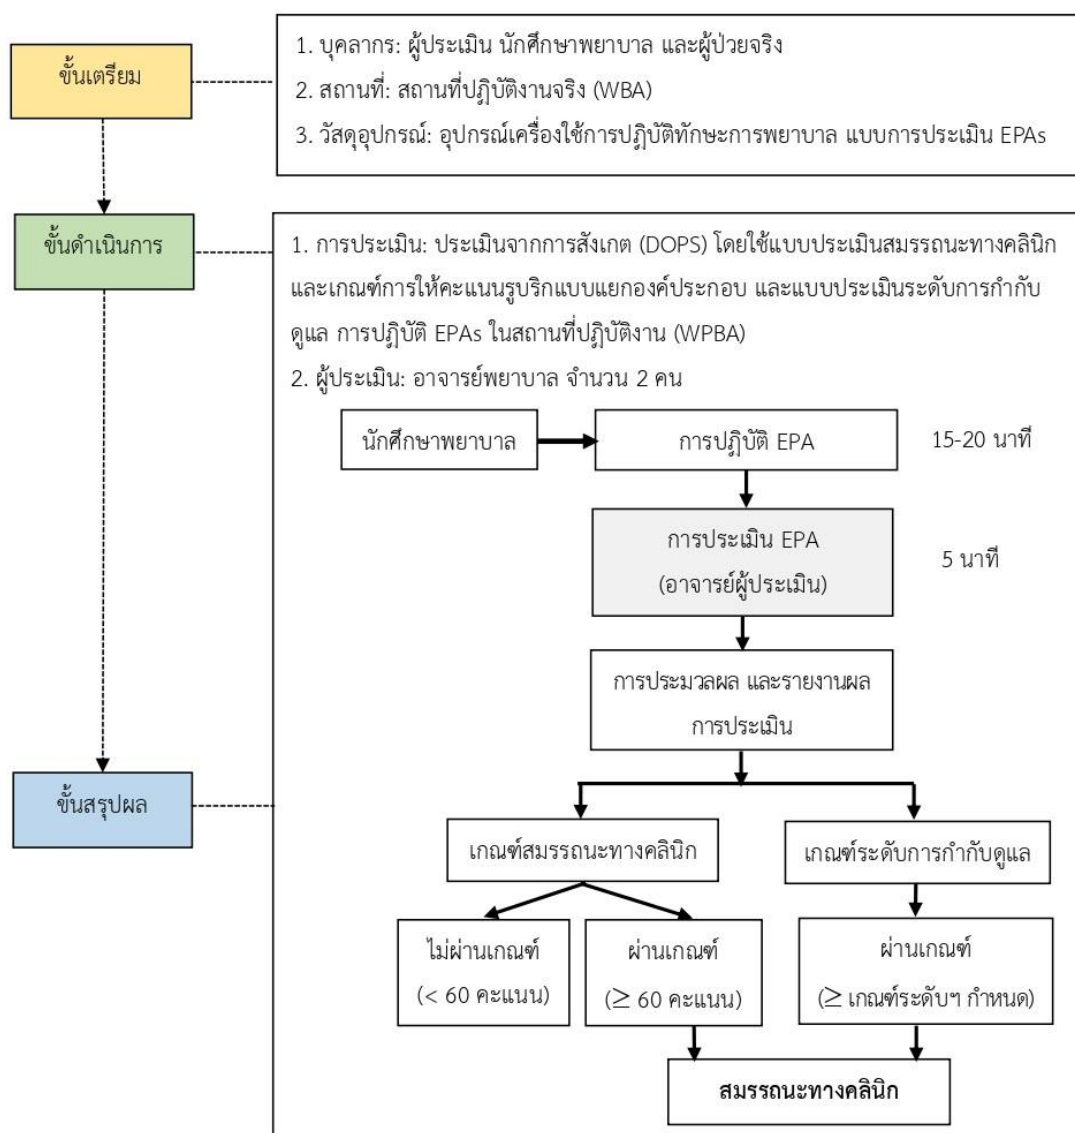 ขั้นเตรียม
1. บุคลากร: ผู้ประเมิน นักศึกษาพยาบาล และผู้ป่วยจริง
2. สถานที่: สถานที่ปฏิบัติงานจริง (WBA)
3. วัสดุอุปกรณ์: อุปกรณ์เครื่องใช้การปฏิบัติทักษะการพยาบาล แบบการประเมิน EPAs
ขั้นดำเนินการ
1. การประเมิน: ประเมินจากการสังเกต (DOPS) โดยใช้แบบประเมินสมรรถนะทางคลินิก
และเกณฑ์การให้คะแนนรูบริกแบบแยกองค์ประกอบ และแบบประเมินระดับการกำกับ
ดูแล การปฏิบัติ EPAs ในสถานที่ปฏิบัติงาน (WPBA)
2. ผู้ประเมิน: อาจารย์พยาบาล จำนวน 2 คน
นักศึกษาพยาบาล
การปฏิบัติ EPA
15-20 นาที
การประเมิน EPA
(อาจารย์ผู้ประเมิน)
5 นาที
การประมวลผล และรายงานผล
การประเมิน
ขั้นสรุปผล
เกณฑ์สมรรถนะทางคลินิก
เกณฑ์ระดับการกำกับดูแล
ไม่ผ่านเกณฑ์
(< 60 คะแนน)
ผ่านเกณฑ์
(≥ 60 คะแนน)
ผ่านเกณฑ์
(≥ เกณฑ์ระดับฯ กำหนด)
สมรรถนะทางคลินิก